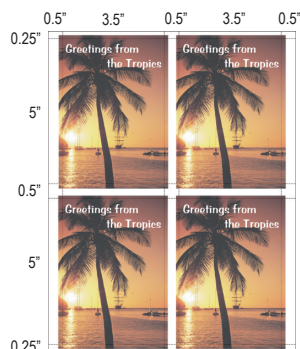 0.5" 3.5" 0.5" 3.5" 0.5"
0.25"
Greetings from
the Tropics
Greetings from
the Tropics
5"
0.5"
Greetings from
the Tropics
Greetings from
the Tropics
5"
0.25"